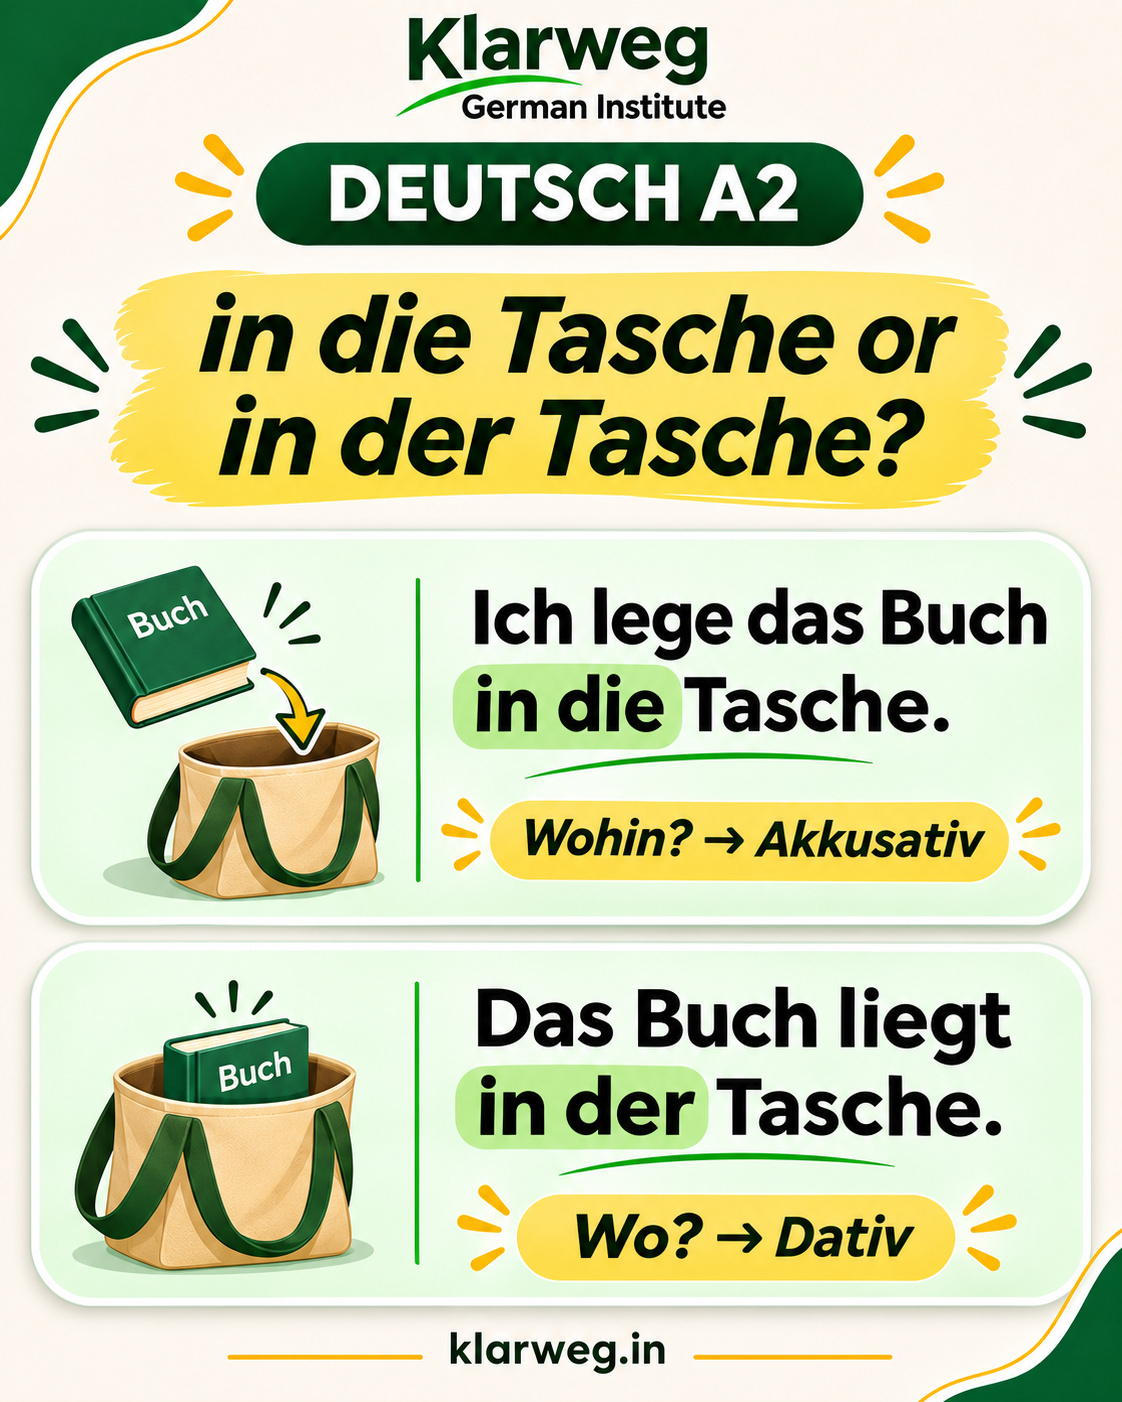 Klarweg
German Institute
DEUTSCH A2
in die Tasche or
in der Tasche?
Buch
Ich lege das Buch
in die Tasche.
Wohin? → Akkusativ
Buch
Das Buch liegt
in der Tasche.
Wo? → Dativ
klarweg.in